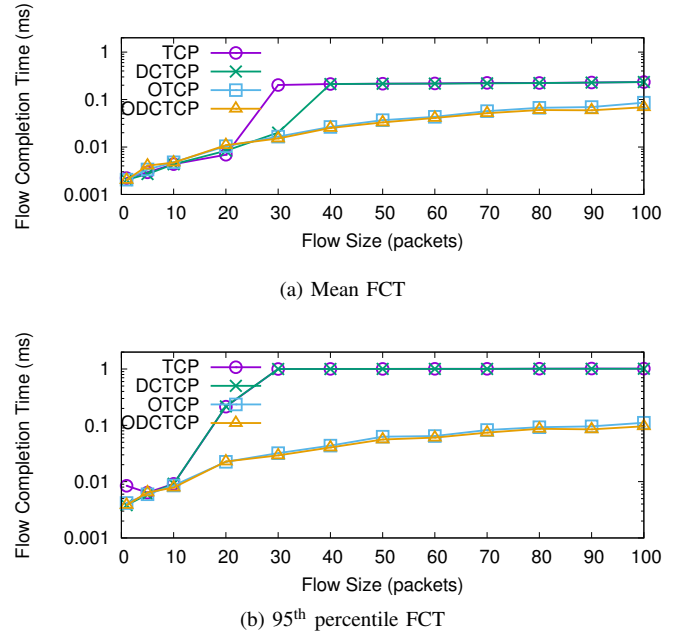 Flow Completion Time (ms)
1
0.1
0.01
0.001
TCP
DCTCP
OTCP
ODCTCP
0 10 20 30 40 50 60 70 80 90 100
Flow Size (packets)
(a) Mean FCT
Flow Completion Time (ms)
1
0.1
0.01
0.001
TCP
DCTCP
OTCP
ODCTCP
0 10 20 30 40 50 60 70 80 90 100
Flow Size (packets)
(b) 95th percentile FCT